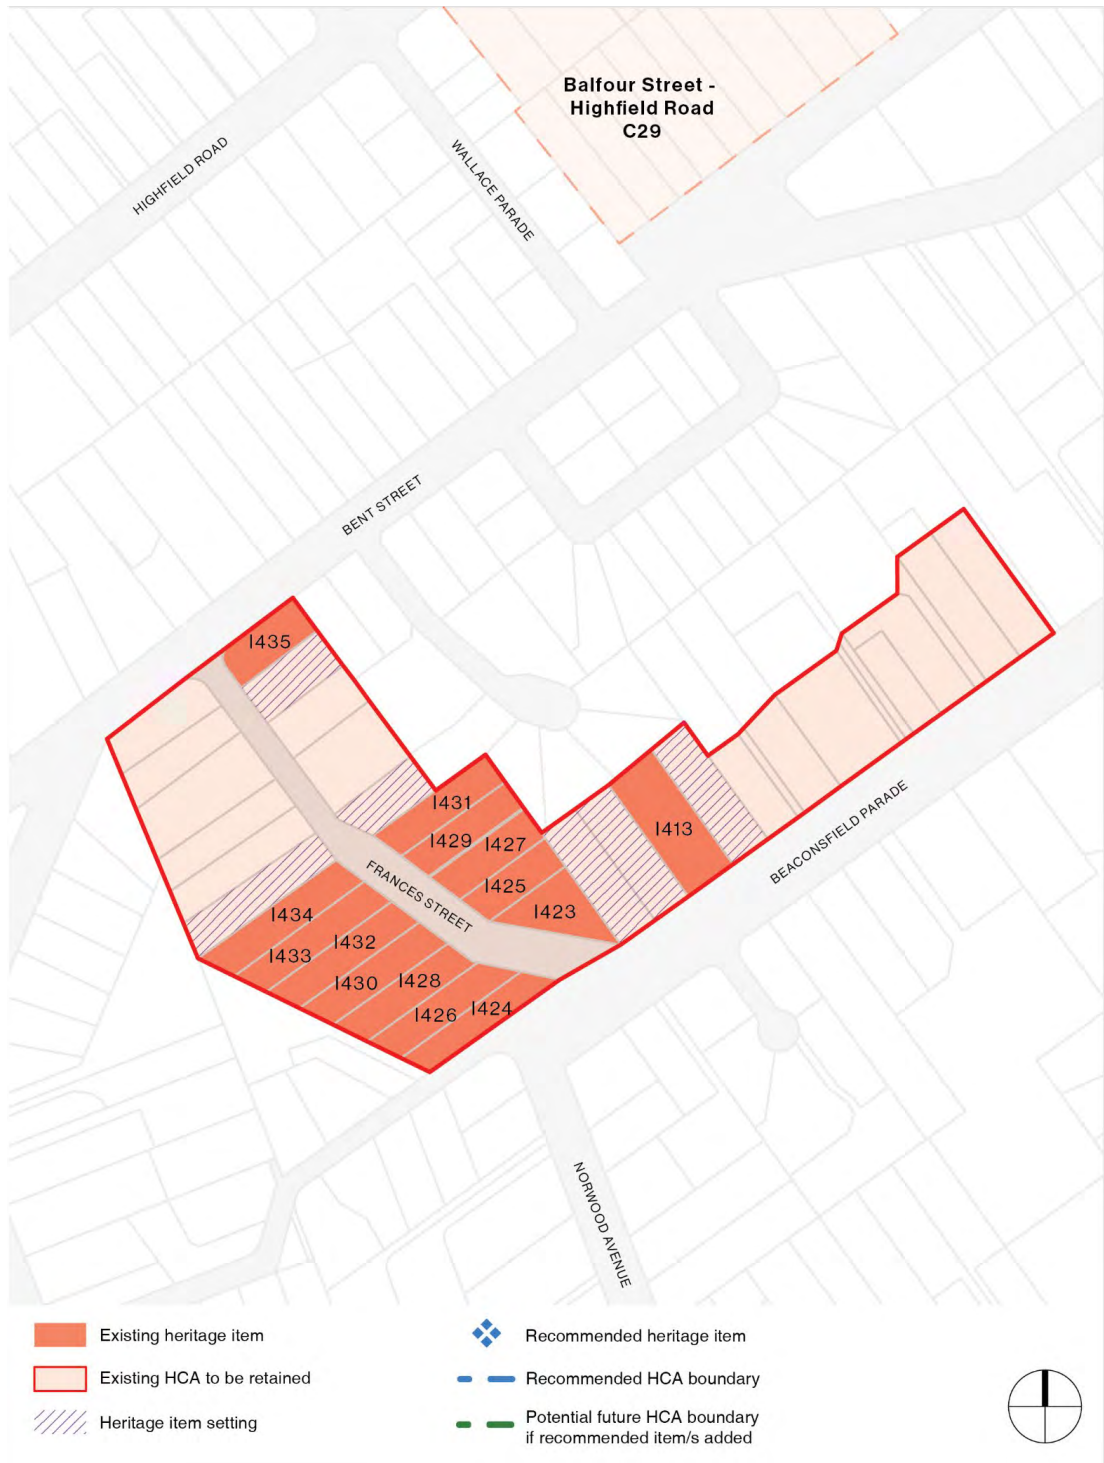 Balfour Street -
Highfield Road
C29
HIGHFIELD ROAD
WALLACE PARADE
BENT STREET
I435
I431
I429
I427
I413
I425
I423
FRANCES STREET
BEACONSFIELD PARADE
I434
I432
I433
I430
I428
I426
I424
NORWOOD AVENUE
Existing heritage item
Existing HCA to be retained
Heritage item setting
Recommended heritage item
Recommended HCA boundary
Potential future HCA boundary
if recommended item/s added